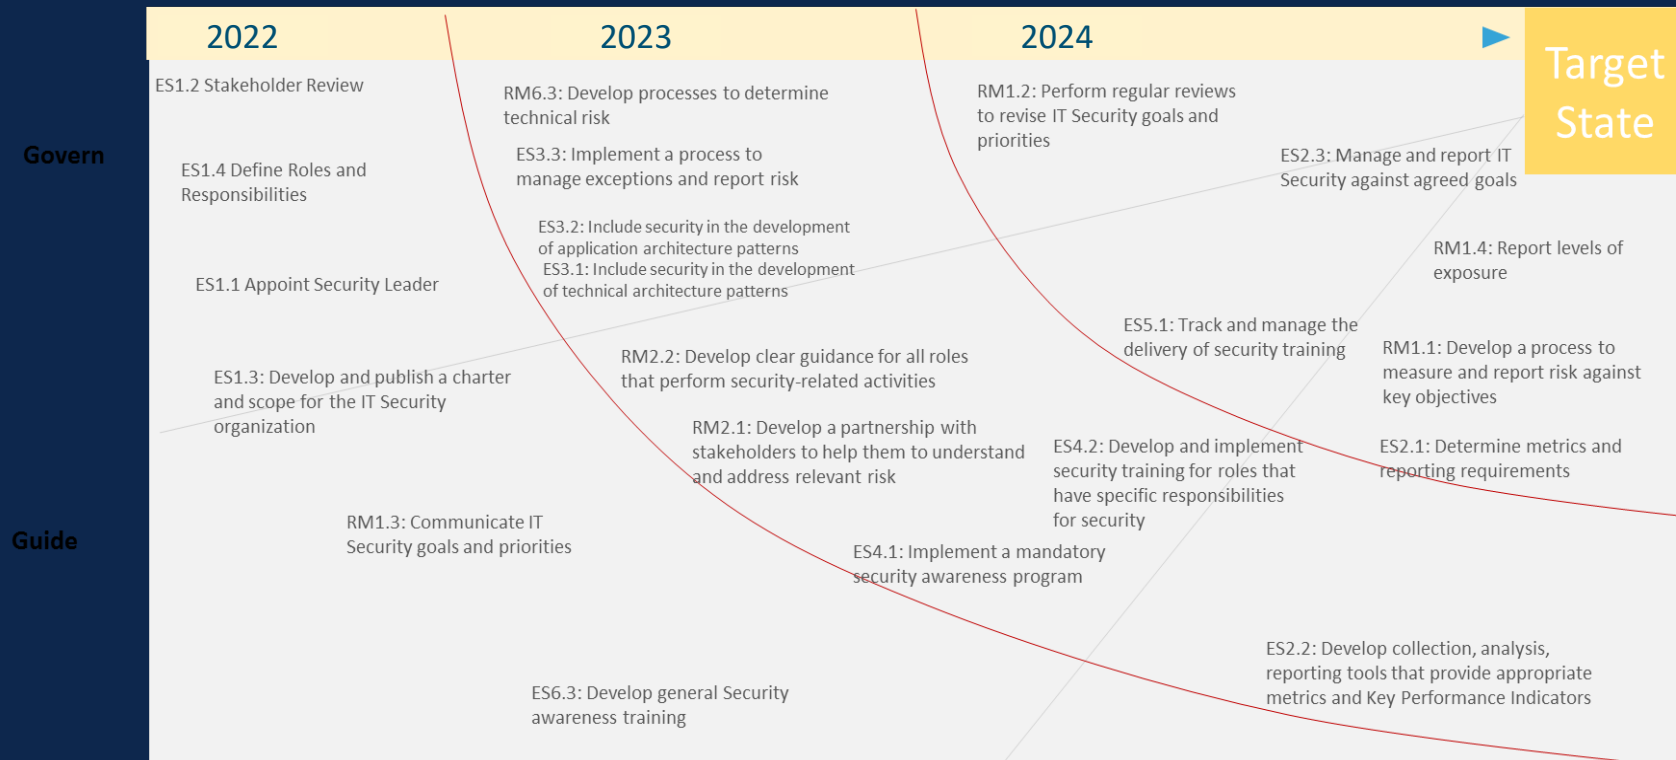 2022
2023
2024
Target
State
Govern
ES1.2 Stakeholder Review
ES1.4 Define Roles and
Responsibilities
ES1.1 Appoint Security Leader
ES1.3: Develop and publish a charter
and scope for the IT Security
organization
RM6.3: Develop processes to determine
technical risk
ES3.3: Implement a process to
manage exceptions and report risk
ES3.2: Include security in the development
of application architecture patterns
ES3.1: Include security in the development
of technical architecture patterns
RM1.2: Perform regular reviews
to revise IT Security goals and
priorities
ES2.3: Manage and report IT
Security against agreed goals
RM1.4: Report levels of
exposure
ES5.1: Track and manage the
delivery of security training
RM1.1: Develop a process to
measure and report risk against
key objectives
RM2.2: Develop clear guidance for all roles
that perform security-related activities
RM2.1: Develop a partnership with
stakeholders to help them to understand
and address relevant risk
ES4.2: Develop and implement
security training for roles that
have specific responsibilities
for security
ES2.1: Determine metrics and
reporting requirements
Guide
RM1.3: Communicate IT
Security goals and priorities
ES4.1: Implement a mandatory
security awareness program
ES6.3: Develop general Security
awareness training
ES2.2: Develop collection, analysis,
reporting tools that provide appropriate
metrics and Key Performance Indicators